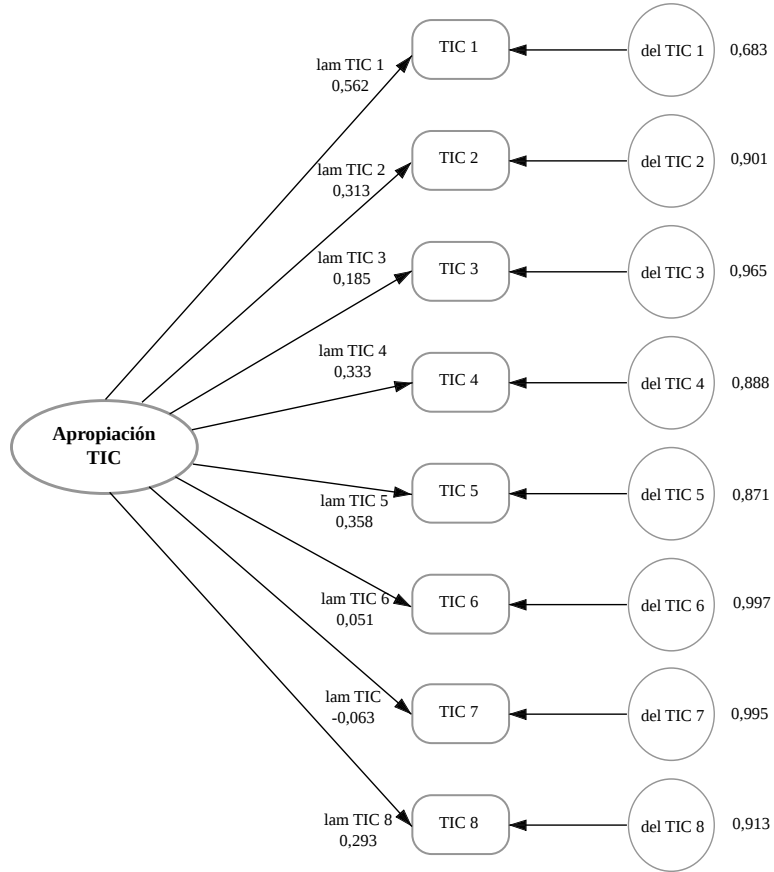 lam TIC 1
0,562
TIC 1
del TIC 1
0,683
lam TIC 2
0,313
TIC 2
del TIC 2
0,901
lam TIC 3
0,185
TIC 3
del TIC 3
0,965
lam TIC 4
0,333
TIC 4
del TIC 4
0,888
Apropiación
TIC
lam TIC 5
0,358
TIC 5
del TIC 5
0,871
lam TIC 6
0,051
TIC 6
del TIC 6
0,997
lam TIC
-0,063
TIC 7
del TIC 7
0,995
lam TIC 8
0,293
TIC 8
del TIC 8
0,913